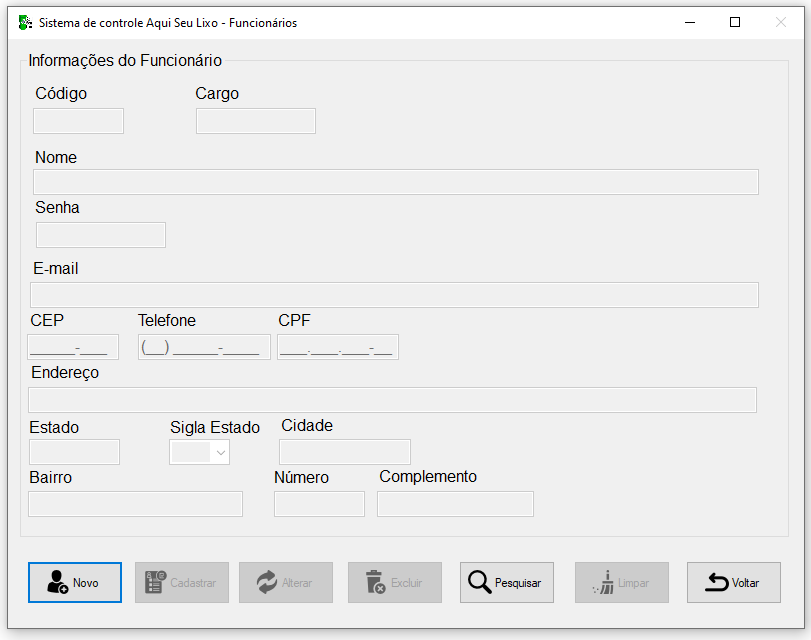 Sistema de controle Aqui Seu Lixo - Funcionários
Informações do Funcionário
Código Cargo
Nome
Senha
E-mail
CEP Telefone CPF
_____-___ (__) _____-____ ___.___.___-__
Endereço
Estado Sigla Estado Cidade
Bairro Número Complemento
Novo Cadastrar Alterar Excluir Pesquisar Limpar Voltar